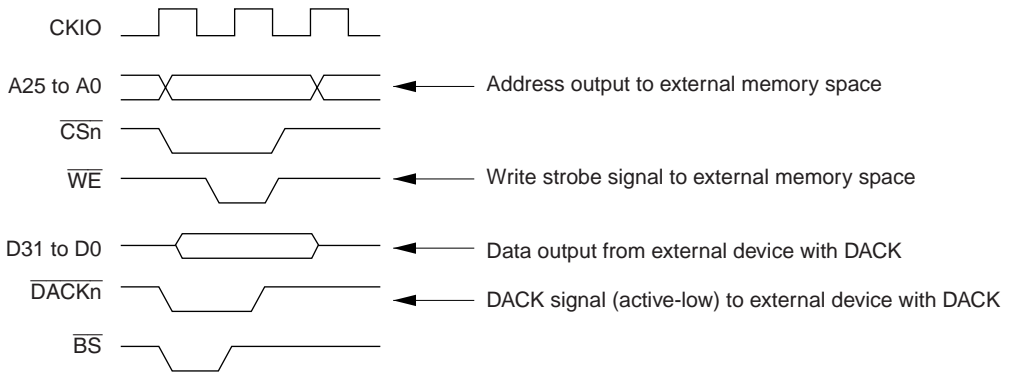 CKIO
A25 to A0 Address output to external memory space
CSn
WE Write strobe signal to external memory space
D31 to D0 Data output from external device with DACK
DACKn DACK signal (active-low) to external device with DACK
BS